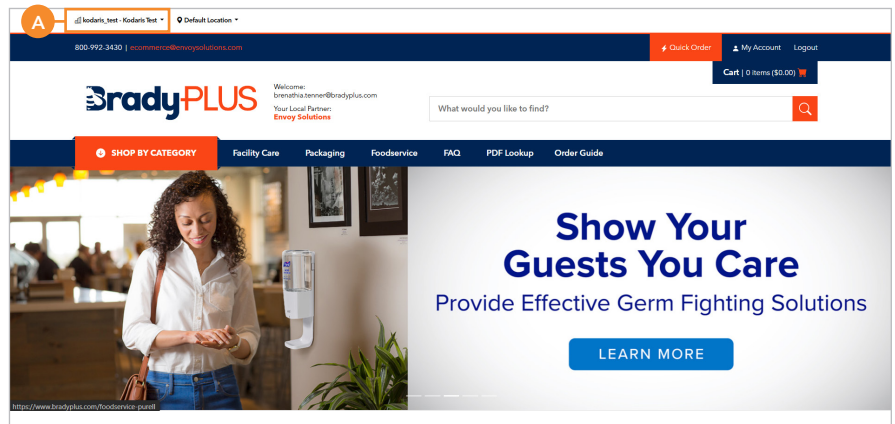 A
kodaris_test - Kodaris Test
Default Location
800-992-3430 | ecommerce@envoysolutions.com
Quick Order
My Account
Logout
Cart | 0 items ($0.00)
BradyPLUS
Welcome:
brenathia.tenner@bradyplus.com
Your Local Partner:
Envoy Solutions
What would you like to find?
SHOP BY CATEGORY
Facility Care
Packaging
Foodservice
FAQ
PDF Lookup
Order Guide
Show Your
Guests You Care
Provide Effective Germ Fighting Solutions
LEARN MORE
https://www.bradyplus.com/foodservice-purell